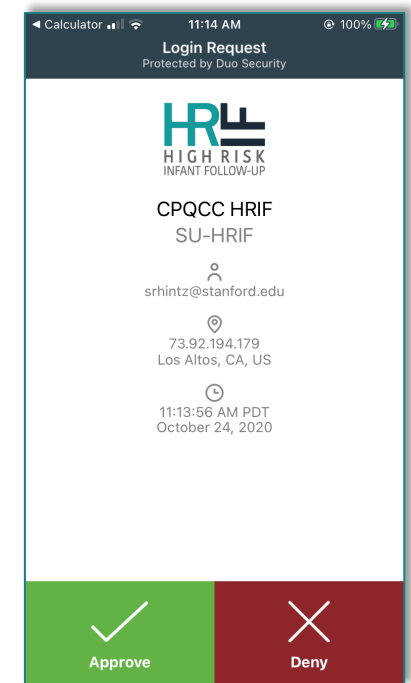 ◀ Calculator 11:14 AM 100%
Login Request
Protected by Duo Security
HRIF
HIGH RISK
INFANT FOLLOW-UP
CPQCC HRIF
SU-HRIF
srhintz@stanford.edu
73.92.194.179
Los Altos, CA, US
11:13:56 AM PDT
October 24, 2020
Approve Deny